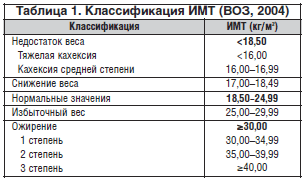 Таблица 1. Классификация ИМТ (ВОЗ, 2004)
Классификация ИМТ (кг/м²)
Недостаток веса <18,50
Тяжелая кахексия <16,00
Кахексия средней степени 16,00–16,99
Снижение веса 17,00–18,49
Нормальные значения 18,50-24,99
Избыточный вес 25,00–29,99
Ожирение ≥30,00
1 степень 30,00–34,99
2 степень 35,00–39,99
3 степень ≥40,00